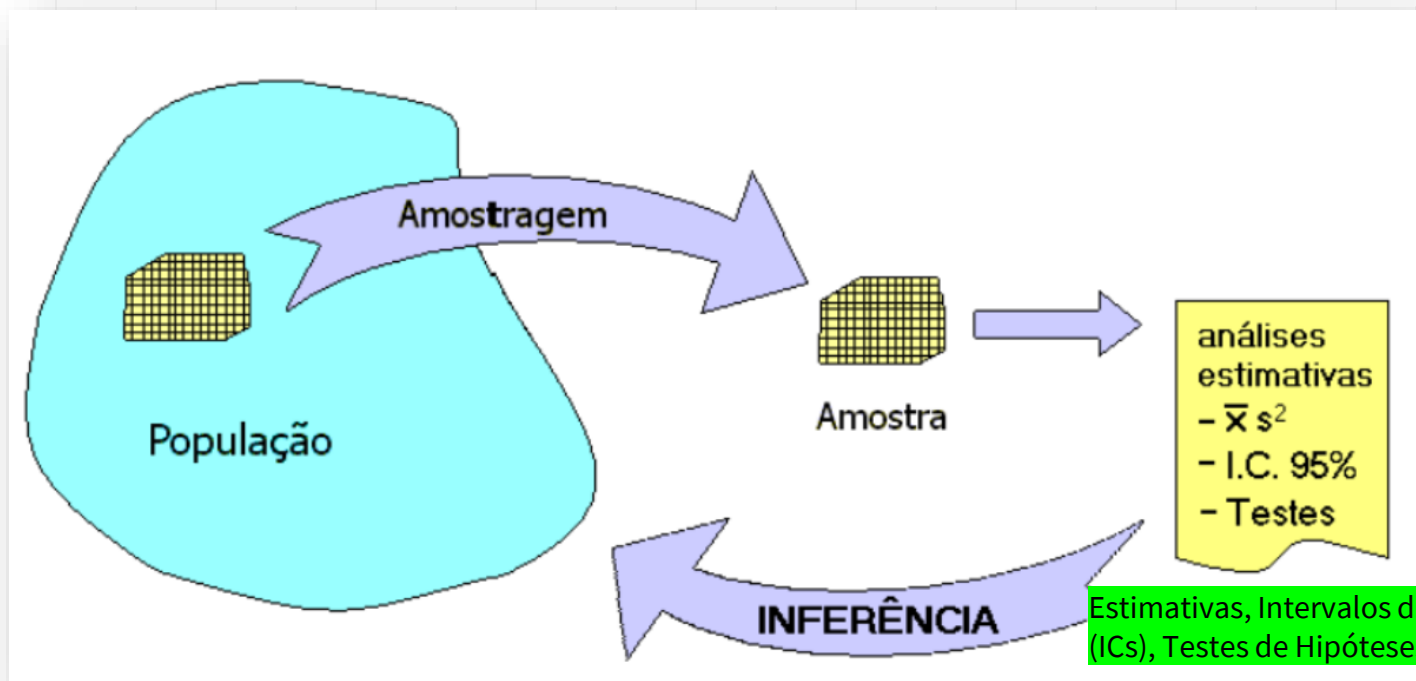 Amostragem
População
Amostra
análises
estimativas
- x̅ s²
- I.C. 95%
- Testes
INFERÊNCIA
Estimativas, Intervalos d
(ICs), Testes de Hipótese